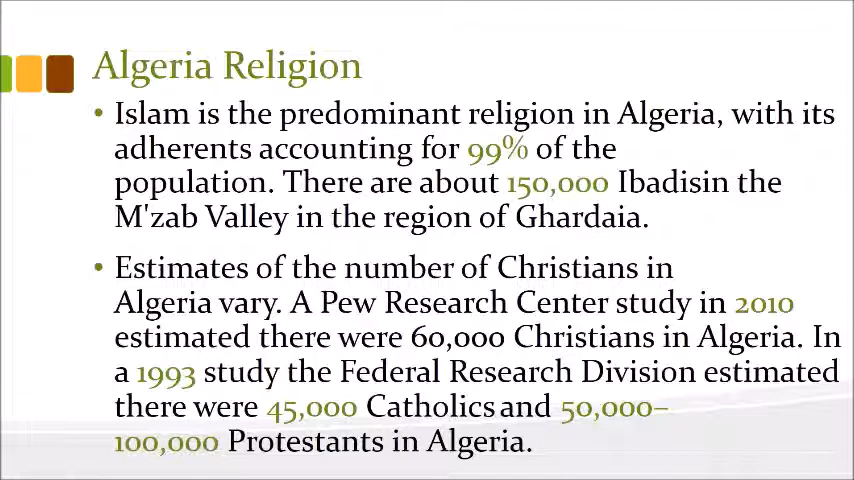 Algeria Religion
• Islam is the predominant religion in Algeria, with its
adherents accounting for 99% of the
population. There are about 150,000 Ibadisin the
M'zab Valley in the region of Ghardaia.
• Estimates of the number of Christians in
Algeria vary. A Pew Research Center study in 2010
estimated there were 60,000 Christians in Algeria. In
a 1993 study the Federal Research Division estimated
there were 45,000 Catholics and 50,000–
100,000 Protestants in Algeria.